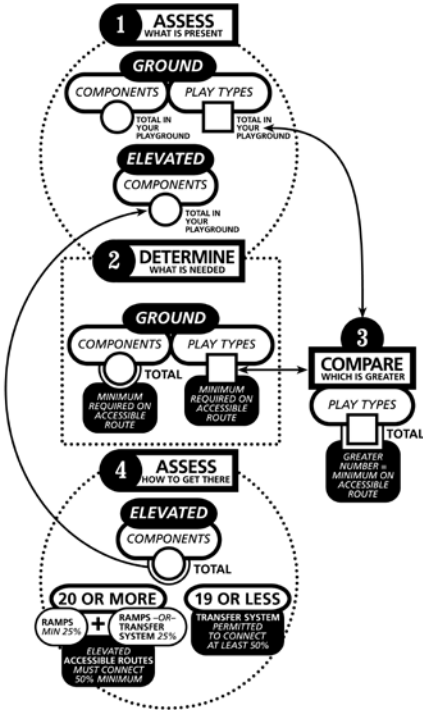 1 ASSESS
WHAT IS PRESENT
GROUND
COMPONENTS
PLAY TYPES
TOTAL IN
YOUR
PLAYGROUND
TOTAL IN
YOUR
PLAYGROUND
ELEVATED
COMPONENTS
TOTAL IN
YOUR
PLAYGROUND
2 DETERMINE
WHAT IS NEEDED
GROUND
COMPONENTS
PLAY TYPES
TOTAL
MINIMUM
REQUIRED ON
ACCESSIBLE
ROUTE
MINIMUM
REQUIRED ON
ACCESSIBLE
ROUTE
3
COMPARE
WHICH IS GREATER
PLAY TYPES
TOTAL
GREATER
NUMBER =
MINIMUM ON
ACCESSIBLE
ROUTE
4 ASSESS
HOW TO GET THERE
ELEVATED
COMPONENTS
TOTAL
20 OR MORE
RAMPS
MIN 25%
+
RAMPS –OR–
TRANSFER
SYSTEM 25%
ELEVATED
ACCESSIBLE ROUTES
MUST CONNECT
50% MINIMUM
19 OR LESS
TRANSFER SYSTEM
PERMITTED
TO CONNECT
AT LEAST 50%